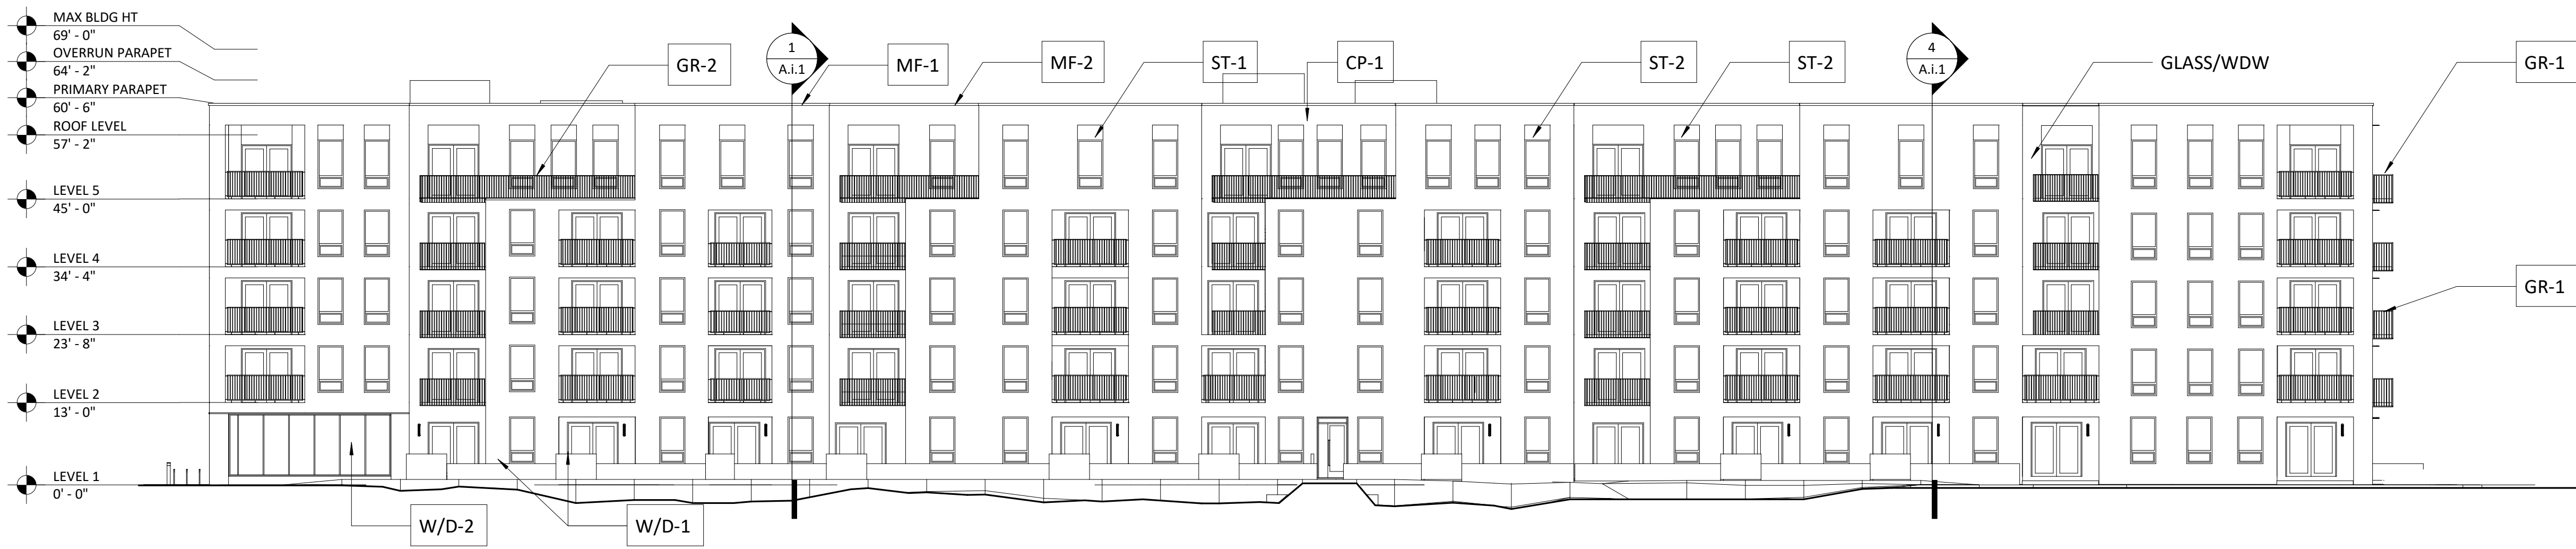 MAX BLDG HT
69' - 0"
OVERRUN PARAPET
64' - 2"
PRIMARY PARAPET
60' - 6"
ROOF LEVEL
57' - 2"
LEVEL 5
45' - 0"
LEVEL 4
34' - 4"
LEVEL 3
23' - 8"
LEVEL 2
13' - 0"
LEVEL 1
0' - 0"
GR-2
1
A.i.1
MF-1
MF-2
ST-1
CP-1
ST-2
ST-2
4
A.i.1
GLASS/WDW
GR-1
GR-1
W/D-2
W/D-1